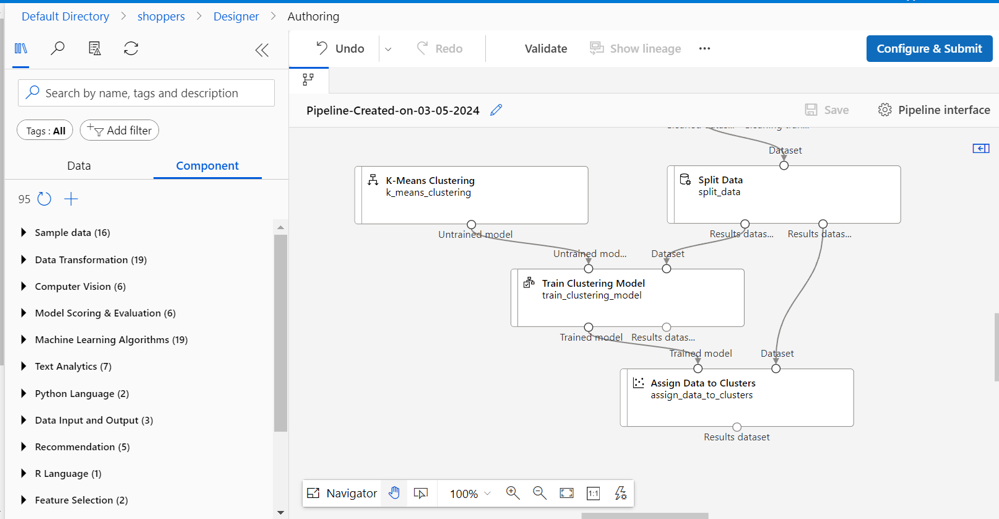 Default Directory > shoppers > Designer > Authoring
Undo
Redo
Validate
Show lineage
Configure & Submit
Search by name, tags and description
Tags : All
Add filter
Data
Component
95
Sample data (16)
Data Transformation (19)
Computer Vision (6)
Model Scoring & Evaluation (6)
Machine Learning Algorithms (19)
Text Analytics (7)
Python Language (2)
Data Input and Output (3)
Recommendation (5)
R Language (1)
Feature Selection (2)
Pipeline-Created-on-03-05-2024
Save
Pipeline interface
Cleaned datas... Cleaning tran...
Dataset
K-Means Clustering
k_means_clustering
Untrained model
Split Data
split_data
Results datas... Results datas...
Untrained mod... Dataset
Train Clustering Model
train_clustering_model
Trained model Results datas...
Trained model Dataset
Assign Data to Clusters
assign_data_to_clusters
Results dataset
Navigator
100%
1:1